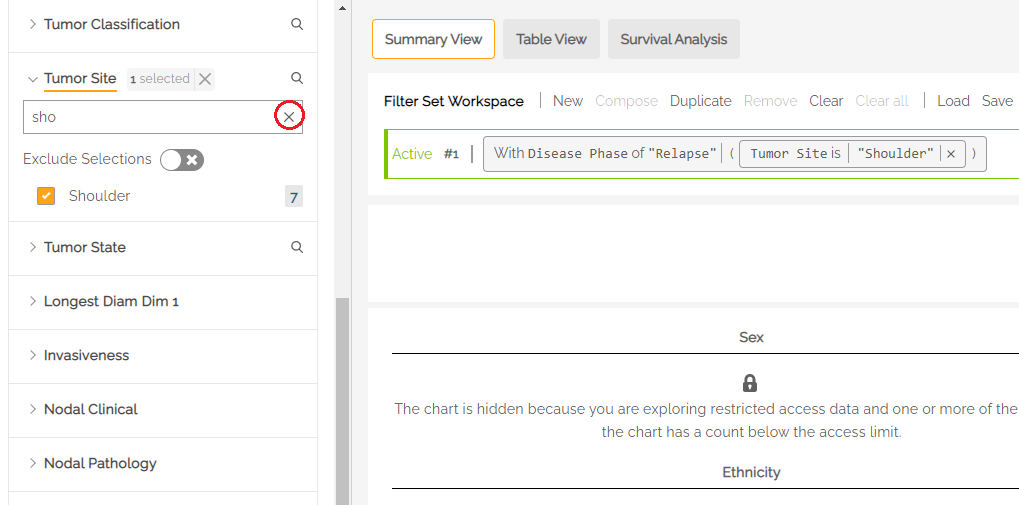 Tumor Classification
Tumor Site 1 selected
sho
Exclude Selections
Shoulder 7
Tumor State
Longest Diam Dim 1
Invasiveness
Nodal Clinical
Nodal Pathology
Summary View Table View Survival Analysis
Filter Set Workspace | New Compose Duplicate Remove Clear Clear all | Load Save
Active #1 | With Disease Phase of "Relapse" | ( Tumor Site is | "Shoulder" | × )
Sex
The chart is hidden because you are exploring restricted access data and one or more of the
the chart has a count below the access limit.
Ethnicity